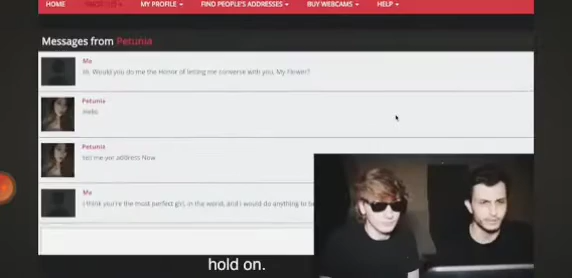 HOME
MY PROFILE
FIND PEOPLE'S ADDRESSES
BUY WEBCAMS
HELP
Messages from Petunia
Me
Hi, Would you do me the Honor of letting me converse with you, My Flower?
Petunia
Hello
Petunia
tell me yor address Now
Me
I think you're the most perfect girl, in the world, and I would do anything to
hold on.